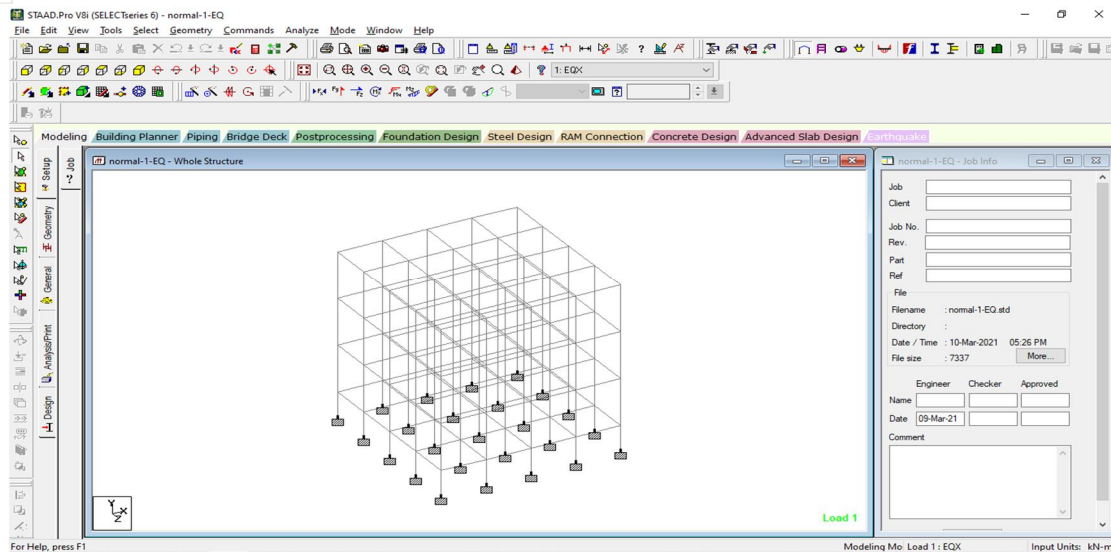 STAAD.Pro V8i (SELECTseries 6) - normal-1-EQ
File Edit View Tools Select Geometry Commands Analyze Mode Window Help
1: EQX
Modeling Building Planner Piping Bridge Deck Postprocessing Foundation Design Steel Design RAM Connection Concrete Design Advanced Slab Design Earthquake
Setup
Geometry
General
Analysis/Print
Design
Job
normal-1-EQ - Whole Structure
Y
X
Z
Load 1
normal-1-EQ - Job Info
Job
Client
Job No.
Rev.
Part
Ref
File
Filename : normal-1-EQ.std
Directory :
Date / Time : 10-Mar-2021 05:26 PM
File size : 7337 More...
Engineer Checker Approved
Name
Date 09-Mar-21
Comment
For Help, press F1
Modeling Mo Load 1 : EQX Input Units: kN-m